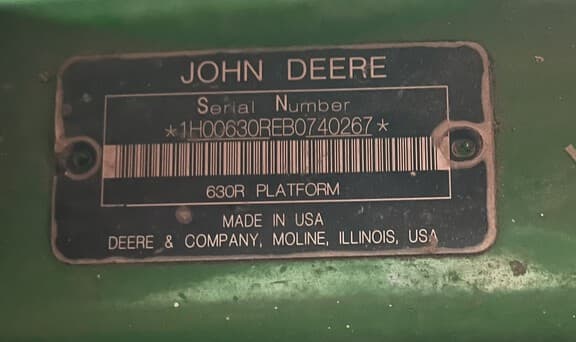 JOHN DEERE
Serial Number
*1H00630REB0740267*
630R PLATFORM
MADE IN USA
DEERE & COMPANY, MOLINE, ILLINOIS, USA